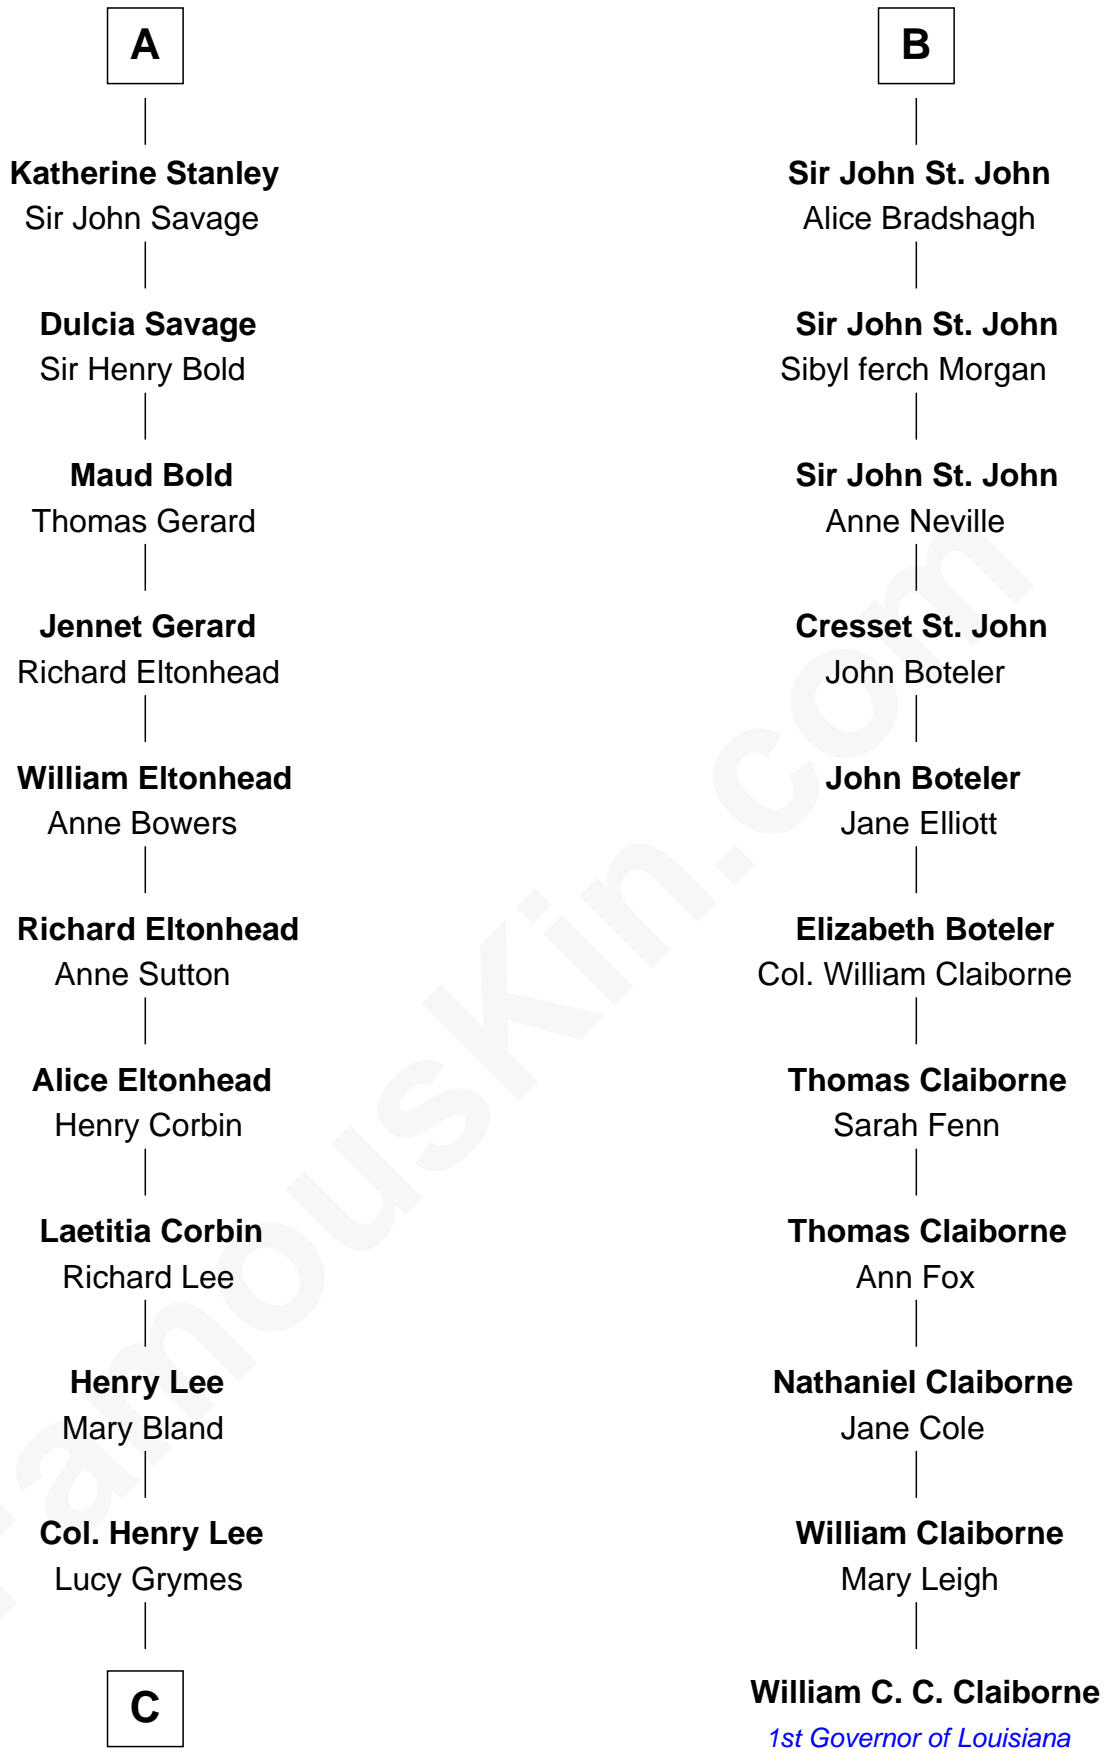 A
Katherine Stanley
Sir John Savage
Dulcia Savage
Sir Henry Bold
Maud Bold
Thomas Gerard
Jennet Gerard
Richard Eltonhead
William Eltonhead
Anne Bowers
Richard Eltonhead
Anne Sutton
Alice Eltonhead
Henry Corbin
Laetitia Corbin
Richard Lee
Henry Lee
Mary Bland
Col. Henry Lee
Lucy Grymes
C
B
Sir John St. John
Alice Bradshagh
Sir John St. John
Sibyl ferch Morgan
Sir John St. John
Anne Neville
Cresset St. John
John Boteler
John Boteler
Jane Elliott
Elizabeth Boteler
Col. William Claiborne
Thomas Claiborne
Sarah Fenn
Thomas Claiborne
Ann Fox
Nathaniel Claiborne
Jane Cole
William Claiborne
Mary Leigh
William C. C. Claiborne
1st Governor of Louisiana
FamousKin.com